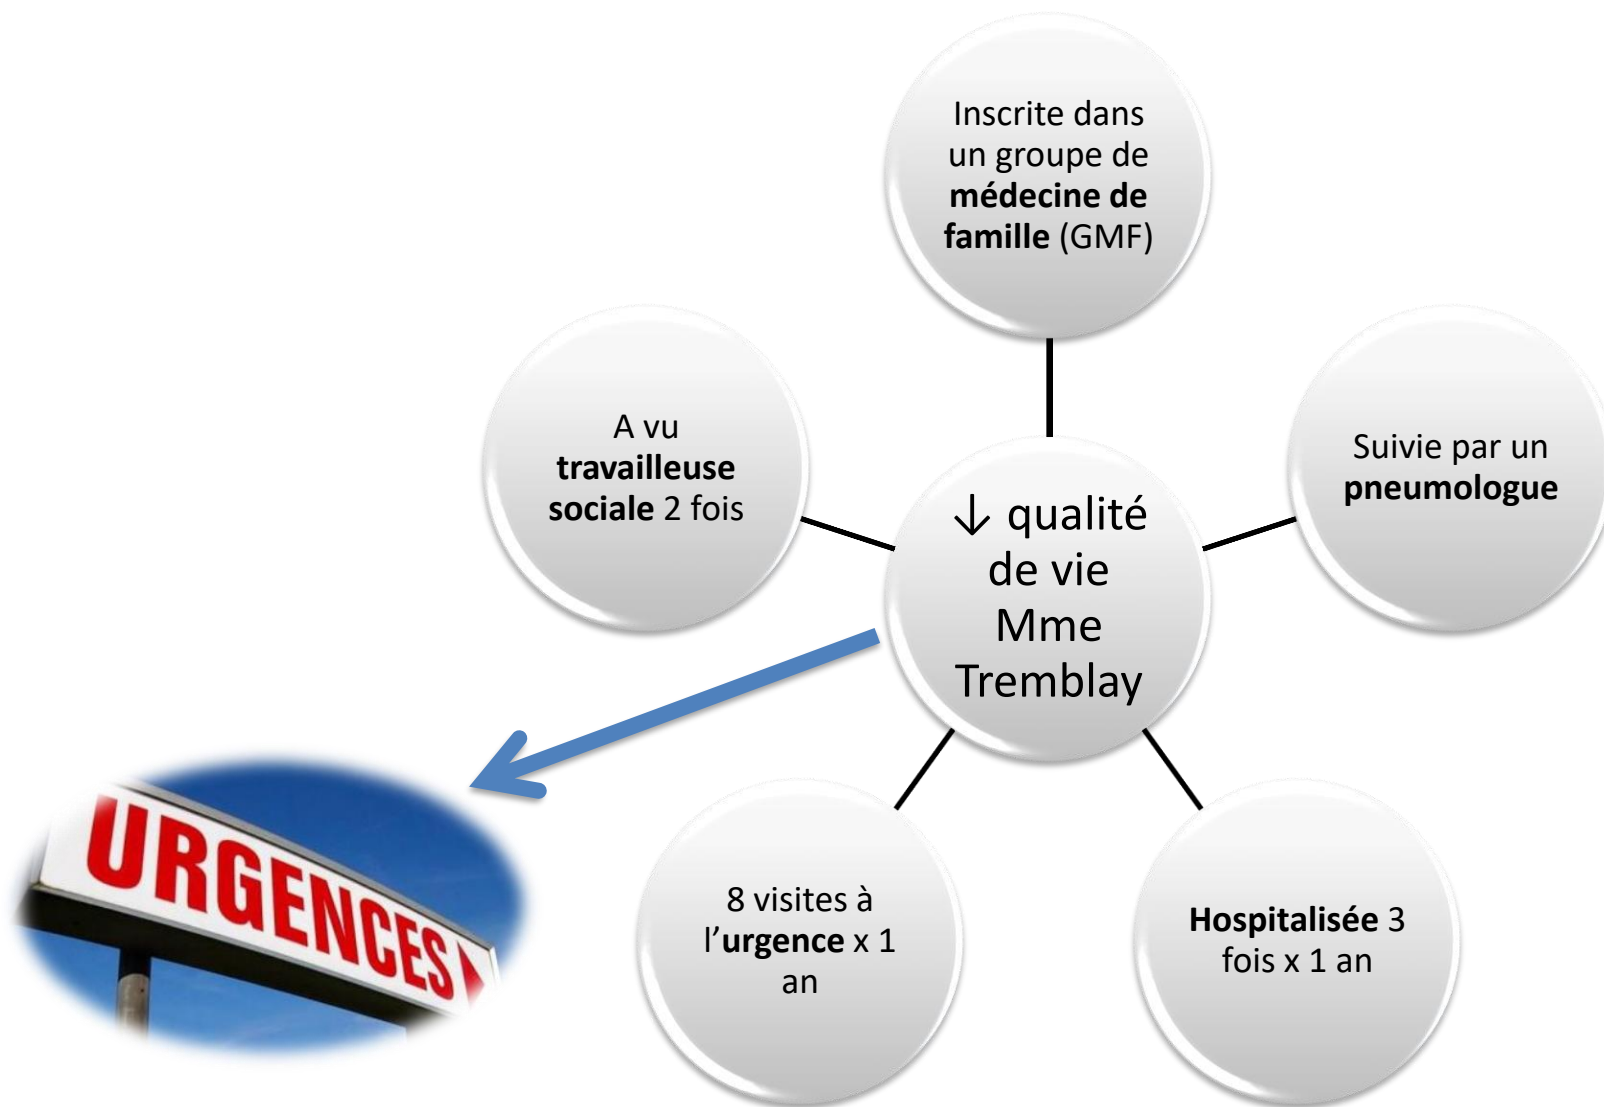 Inscrite dans
un groupe de
médecine de
famille (GMF)
A vu
travailleuse
sociale 2 fois
Suivie par un
pneumologue
↓ qualité
de vie
Mme
Tremblay
8 visites à
l’urgence x 1
an
Hospitalisée 3
fois x 1 an
URGENCES